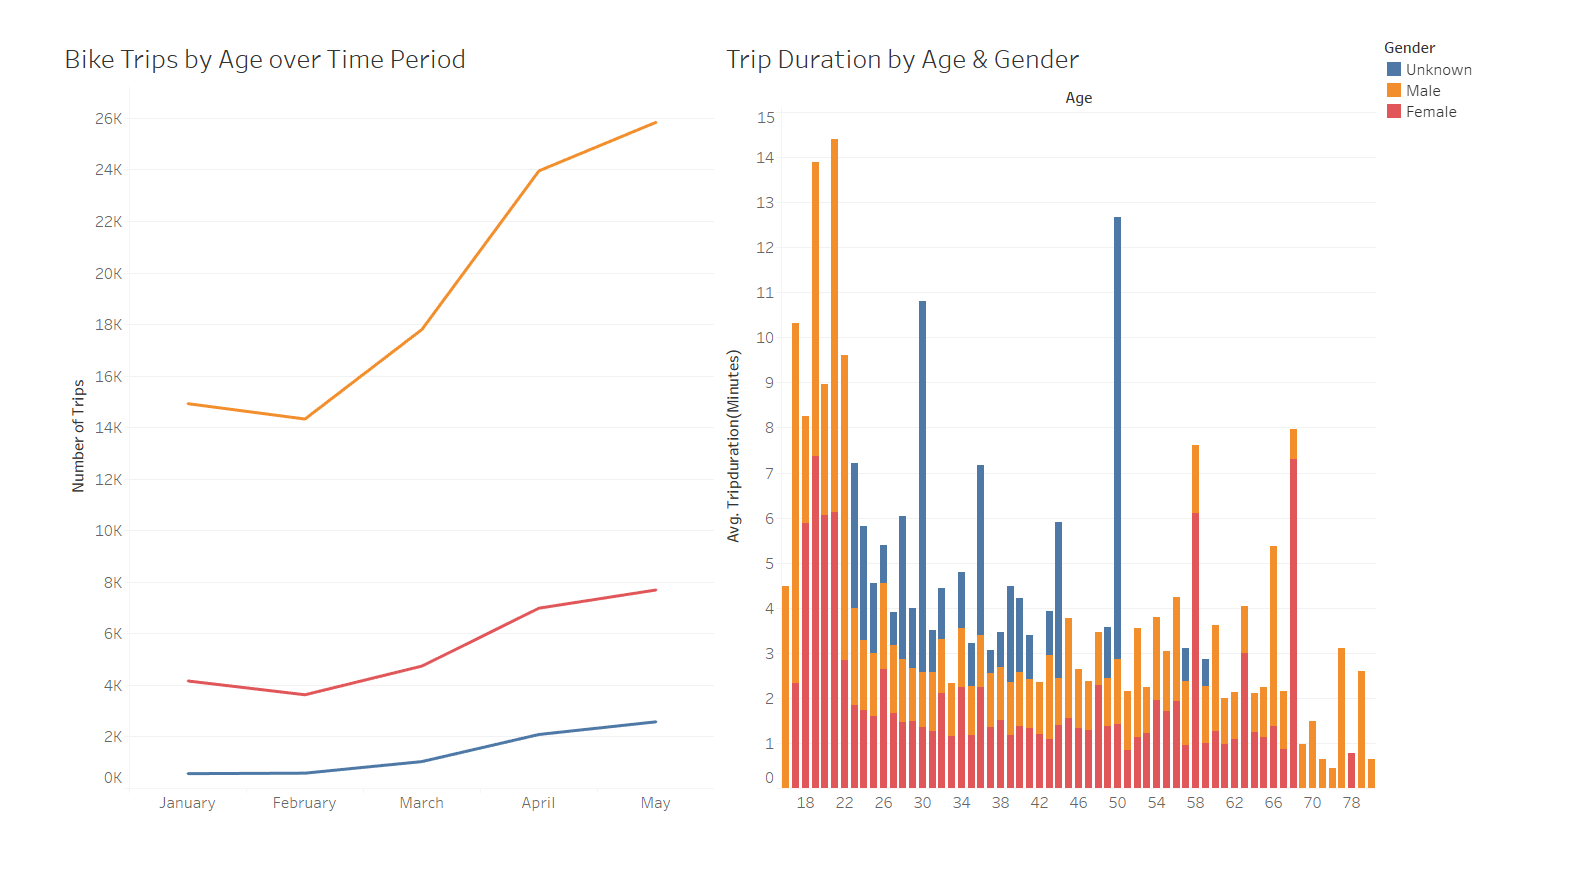 Bike Trips by Age over Time Period
Number of Trips
26K
24K
22K
20K
18K
16K
14K
12K
10K
8K
6K
4K
2K
0K
January February March April May
Trip Duration by Age & Gender
Age
Avg. Tripduration(Minutes)
15
14
13
12
11
10
9
8
7
6
5
4
3
2
1
0
18 22 26 30 34 38 42 46 50 54 58 62 66 70 78
Gender
Unknown
Male
Female